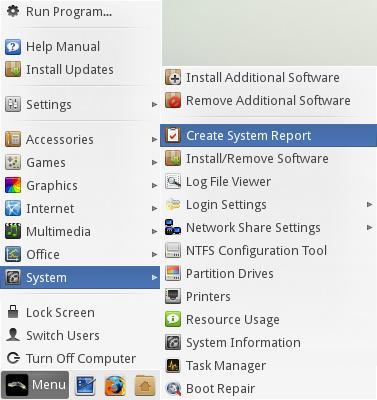 Run Program...
Help Manual
Install Updates
Settings
Accessories
Games
Graphics
Internet
Multimedia
Office
System
Lock Screen
Switch Users
Turn Off Computer
Menu
Install Additional Software
Remove Additional Software
Create System Report
Install/Remove Software
Log File Viewer
Login Settings
Network Share Settings
NTFS Configuration Tool
Partition Drives
Printers
Resource Usage
System Information
Task Manager
Boot Repair